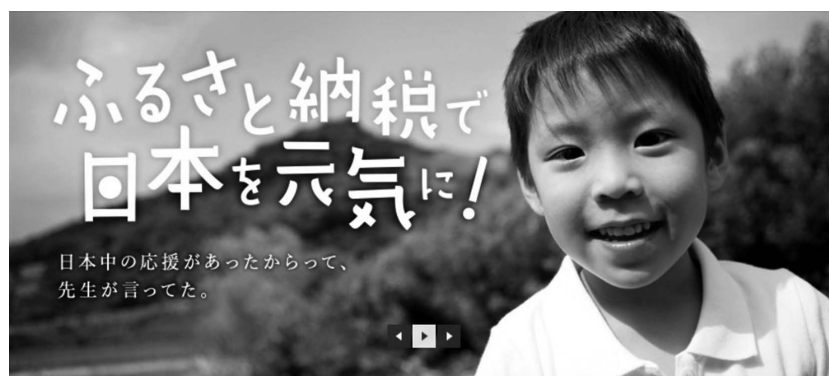 ふるさと納税で
日本を元気に!
日本中の応援があったからって、
先生が言ってた。